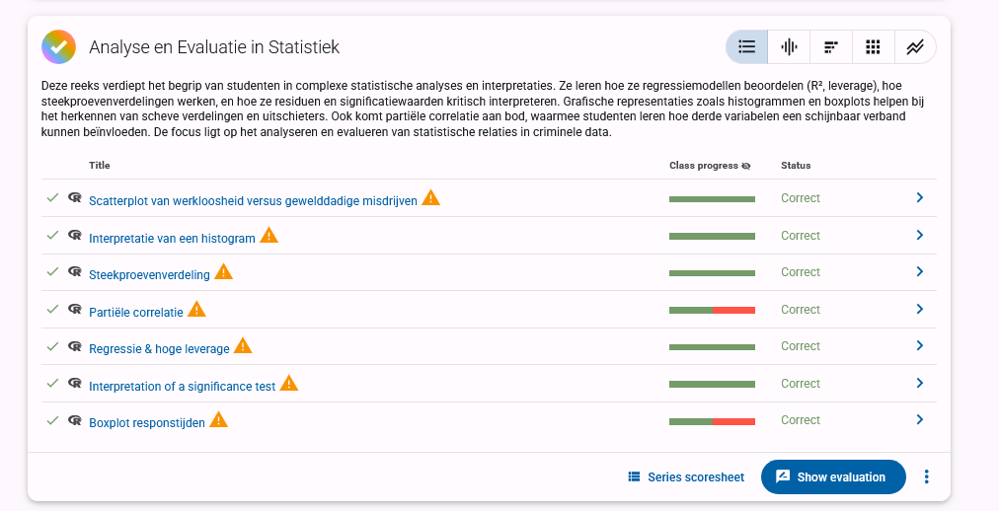 Analyse en Evaluatie in Statistiek
Deze reeks verdiept het begrip van studenten in complexe statistische analyses en interpretaties. Ze leren hoe ze regressiemodellen beoordelen (R², leverage), hoe
steekproevenverdelingen werken, en hoe ze residuen en significatiewaarden kritisch interpreteren. Grafische representaties zoals histogrammen en boxplots helpen bij
het herkennen van scheve verdelingen en uitschieters. Ook komt partiële correlatie aan bod, waarmee studenten leren hoe derde variabelen een schijnbaar verband
kunnen beïnvloeden. De focus ligt op het analyseren en evalueren van statistische relaties in criminele data.
Title Class progress Status
Scatterplot van werkloosheid versus gewelddadige misdrijven Correct
Interpretatie van een histogram Correct
Steekproevenverdeling Correct
Partiële correlatie Correct
Regressie & hoge leverage Correct
Interpretation of a significance test Correct
Boxplot responstijden Correct
Series scoresheet Show evaluation